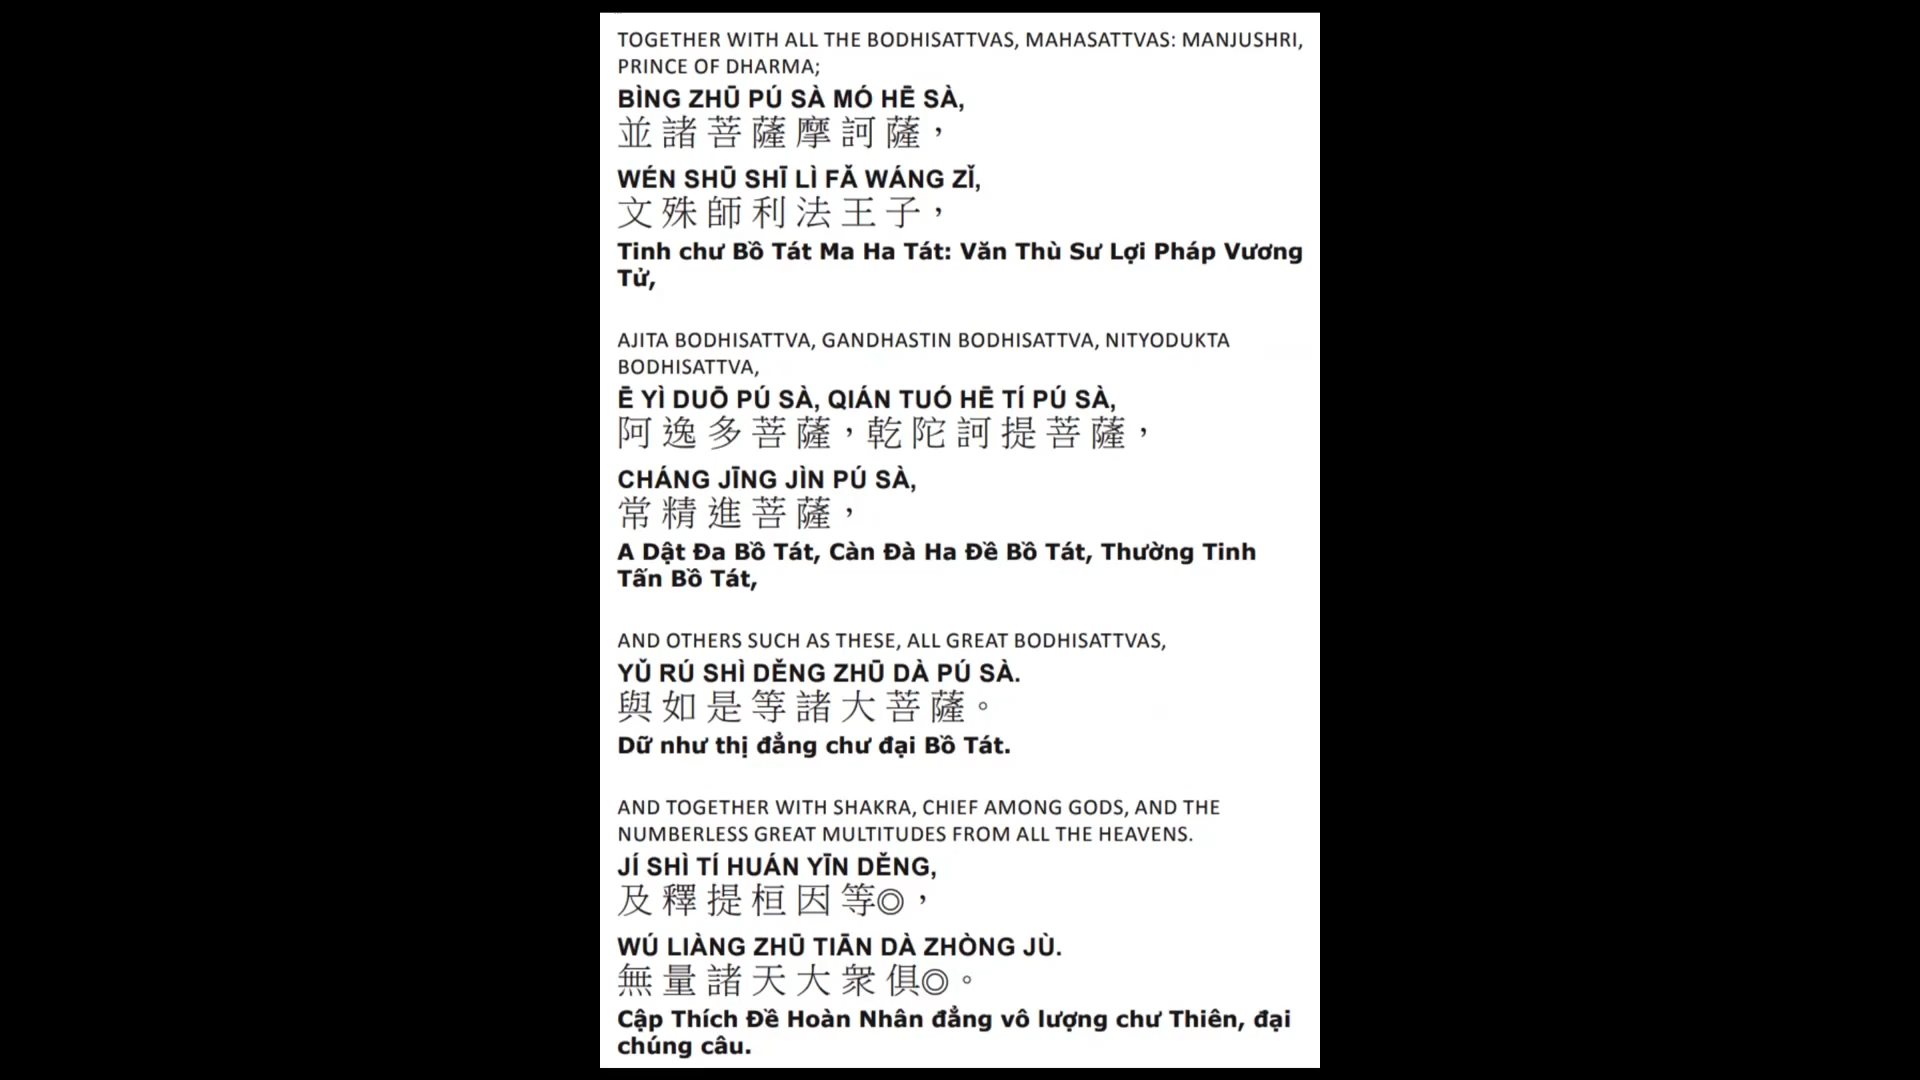 TOGETHER WITH ALL THE BODHISATTVAS, MAHASATTVAS: MANJUSHRI,
PRINCE OF DHARMA;
BÌNG ZHŪ PÚ SÀ MÓ HĒ SÀ,
並諸菩薩摩訶薩，
WÉN SHŪ SHĪ LÌ FǍ WÁNG ZǏ,
文殊師利法王子，
Tinh chư Bồ Tát Ma Ha Tát: Văn Thù Sư Lợi Pháp Vương
Tử,
AJITA BODHISATTVA, GANDHASTIN BODHISATTVA, NITYODUKTA
BODHISATTVA,
Ē YÌ DUŌ PÚ SÀ, QIÁN TUÓ HĒ TÍ PÚ SÀ,
阿逸多菩薩，乾陀訶提菩薩，
CHÁNG JĪNG JÌN PÚ SÀ,
常精進菩薩，
A Dật Đa Bồ Tát, Càn Đà Ha Đề Bồ Tát, Thường Tinh
Tấn Bồ Tát,
AND OTHERS SUCH AS THESE, ALL GREAT BODHISATTVAS,
YǓ RÚ SHÌ DĚNG ZHŪ DÀ PÚ SÀ.
與如是等諸大菩薩。
Dữ như thị đẳng chư đại Bồ Tát.
AND TOGETHER WITH SHAKRA, CHIEF AMONG GODS, AND THE
NUMBERLESS GREAT MULTITUDES FROM ALL THE HEAVENS.
JÍ SHÌ TÍ HUÁN YĪN DĚNG,
及釋提桓因等◎，
WÚ LIÀNG ZHŪ TIĀN DÀ ZHÒNG JÙ.
無量諸天大衆俱◎。
Cập Thích Đề Hoàn Nhân đẳng vô lượng chư Thiên, đại
chúng câu.